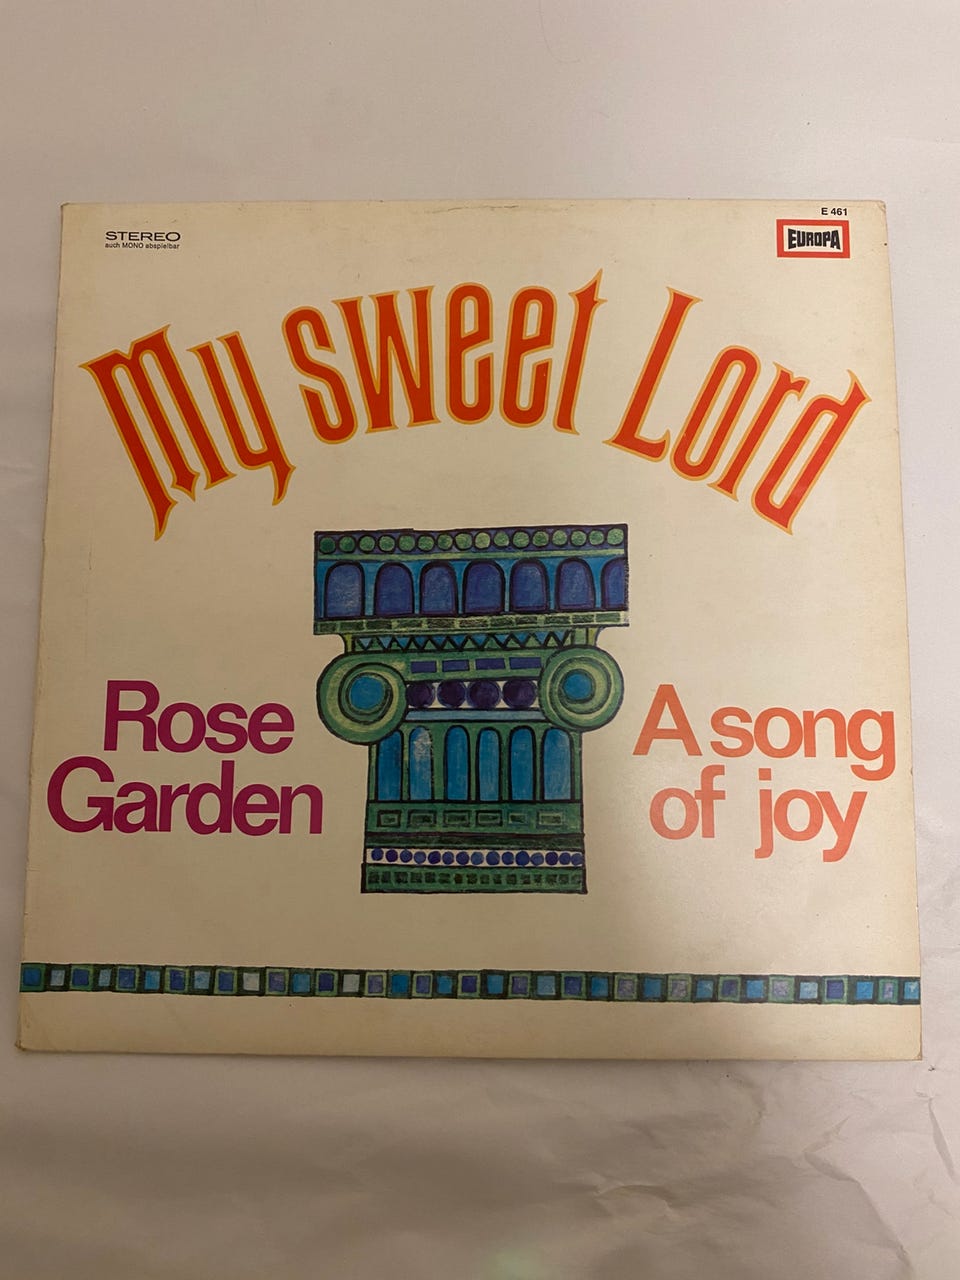 E 461
STEREO
auch MONO abspielbar
EUROPA
My sweet Lord
Rose
Garden
A song
of joy